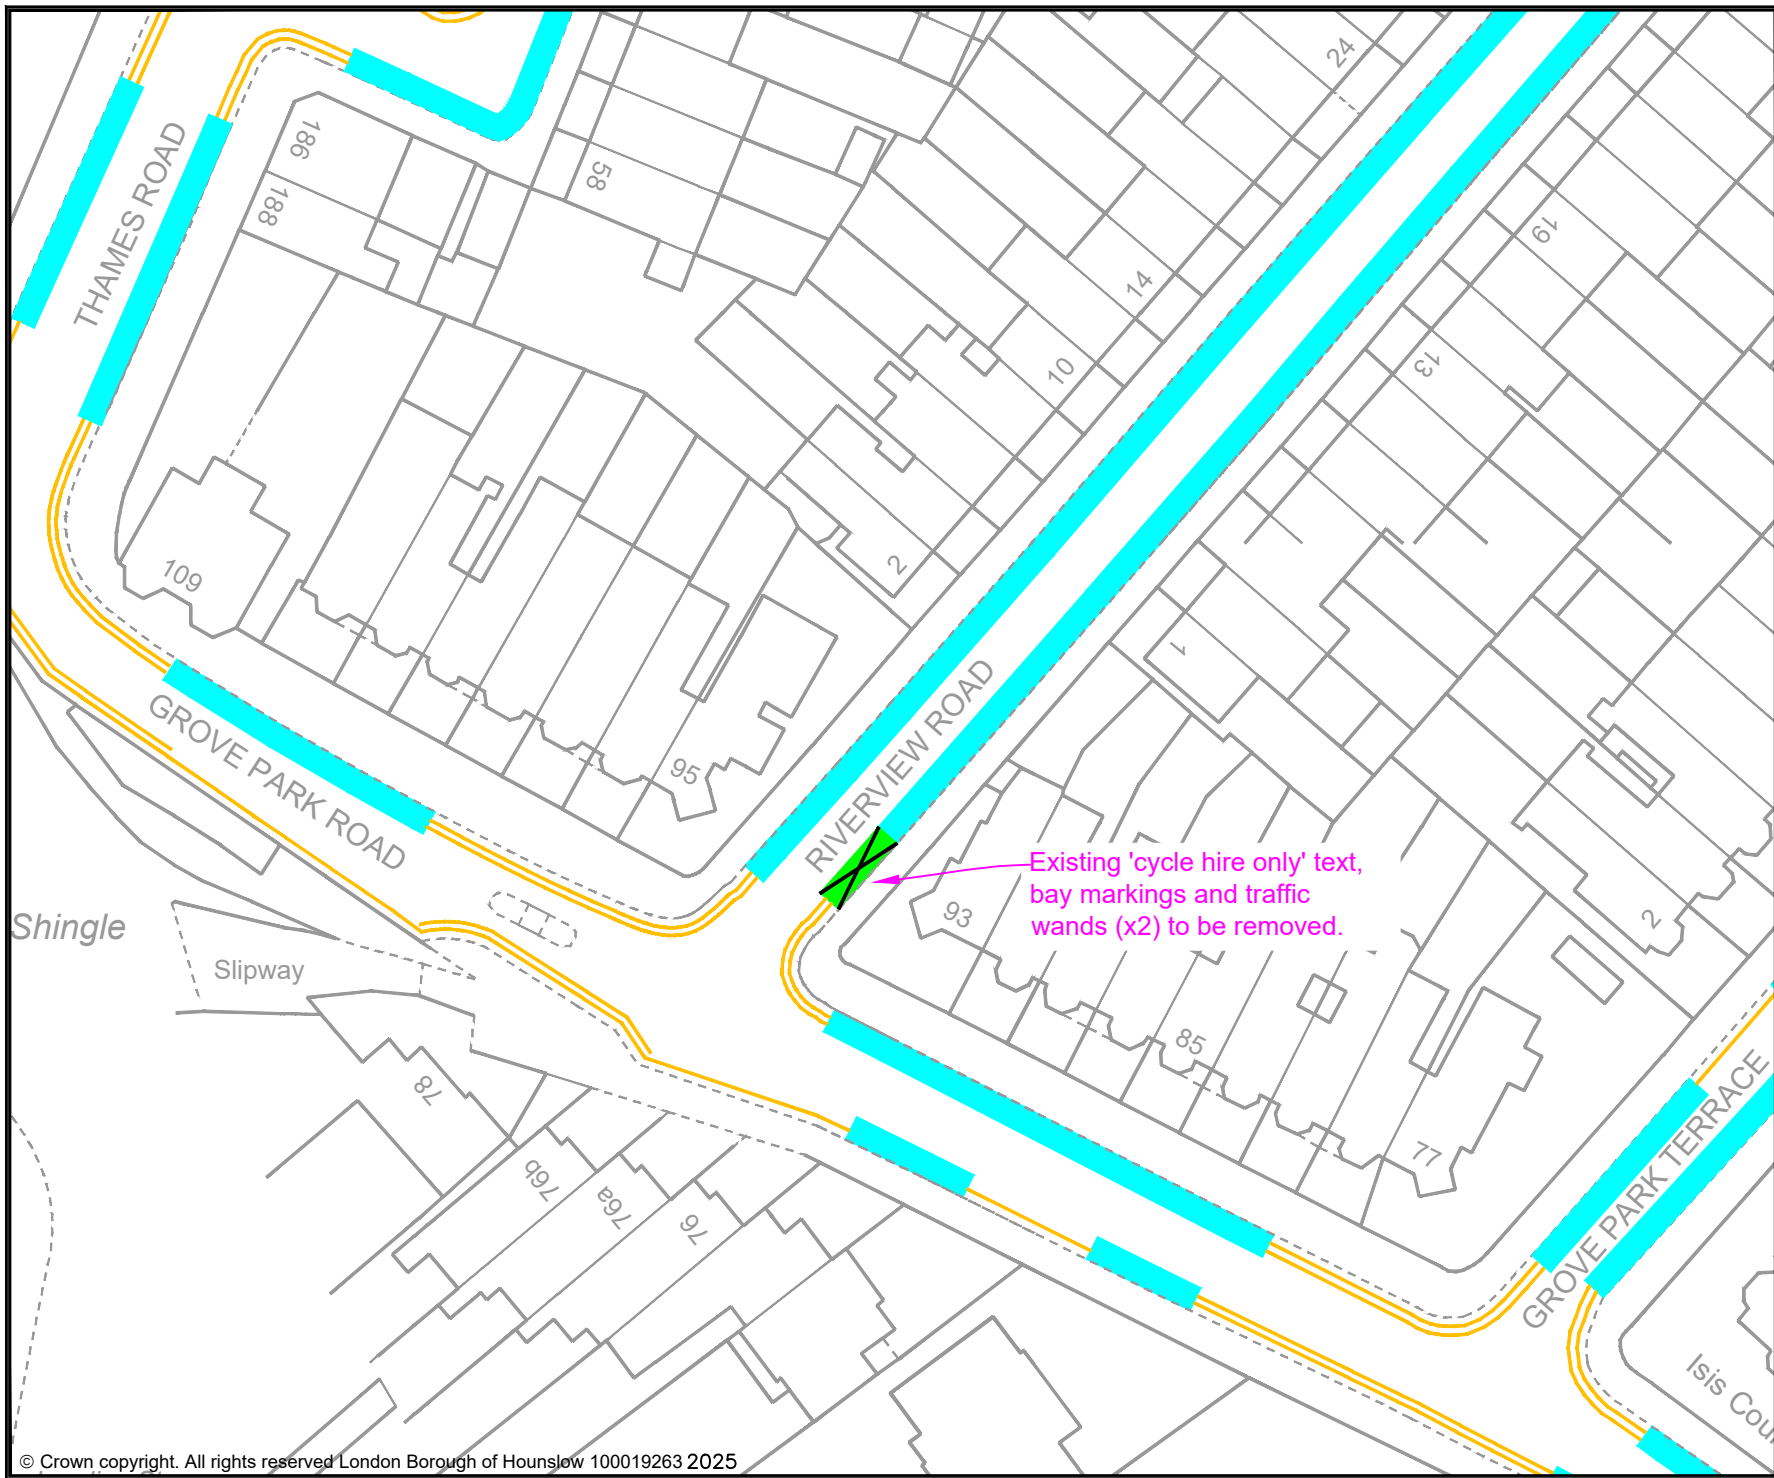 24
186
THAMES ROAD
58
188
19
14
13
10
2
109
1
RIVERVIEW ROAD
GROVE PARK ROAD
95
Existing 'cycle hire only' text,
bay markings and traffic
wands (x2) to be removed.
93
2
Shingle
Slipway
85
78
GROVE PARK TERRACE
77
76b
76a
76
Isis Cou
© Crown copyright. All rights reserved London Borough of Hounslow 100019263 2025